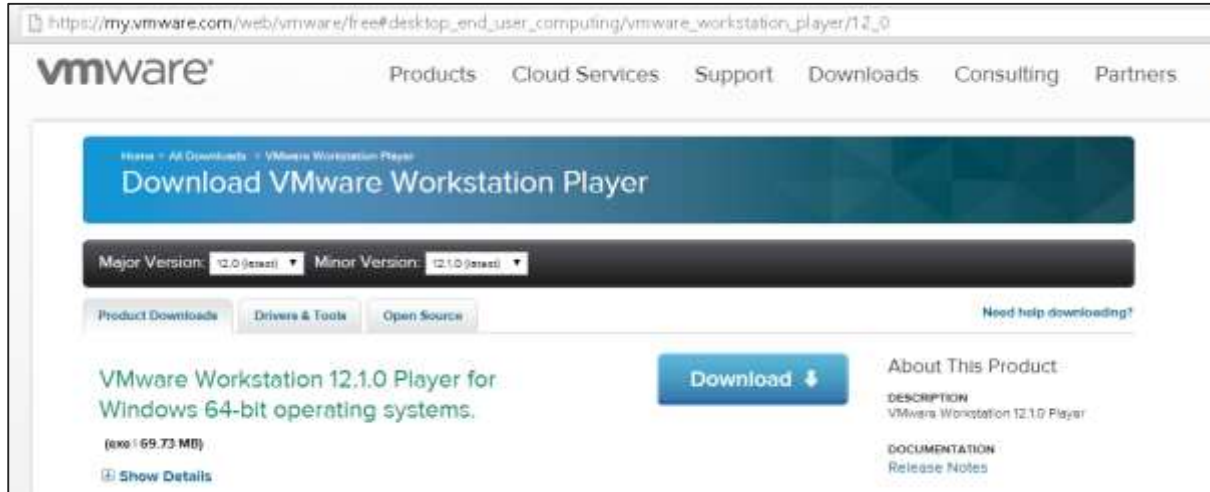 https://my.vmware.com/web/vmware/free#desktop_end_user_computing/vmware_workstation_player/12_0
vmware® Products Cloud Services Support Downloads Consulting Partners
Home > All Downloads > VMware Workstation Player
Download VMware Workstation Player
Major Version: 12.0 (latest) Minor Version: 12.1.0 (latest)
Product Downloads Drivers & Tools Open Source Need help downloading?
VMware Workstation 12.1.0 Player for
Windows 64-bit operating systems.
(exe | 69.73 MB)
Show Details
Download
About This Product
DESCRIPTION
VMware Workstation 12.1.0 Player
DOCUMENTATION
Release Notes